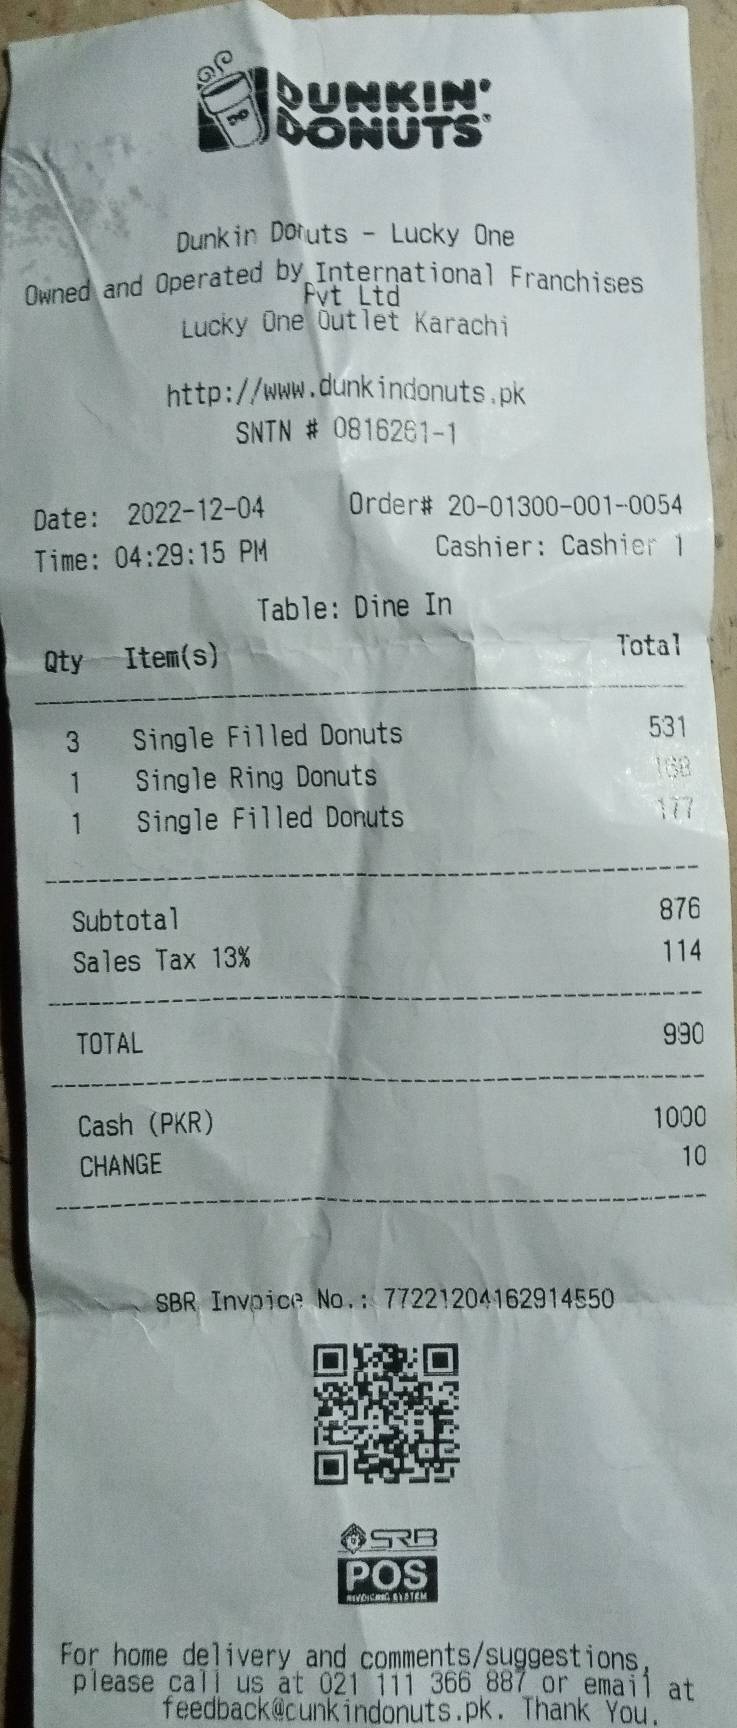 DUNKIN'
DONUTS
Dunkin Donuts - Lucky One
Owned and Operated by International Franchises
Pvt Ltd
Lucky One Outlet Karachi
http://www.dunkindonuts.pk
SNTN # 0816261-1
Date: 2022-12-04 Order# 20-01300-001-0054
Time: 04:29:15 PM Cashier: Cashier 1
Table: Dine In
Qty Item(s) Total
3 Single Filled Donuts 531
1 Single Ring Donuts 168
1 Single Filled Donuts 177
Subtotal 876
Sales Tax 13% 114
TOTAL 990
Cash (PKR) 1000
CHANGE 10
SBR Invoice No.: 77221204162914550
SRB
POS
INVOICING SYSTEM
For home delivery and comments/suggestions,
please call us at 021 111 366 887 or email at
feedback@cunkindonuts.pk. Thank You.